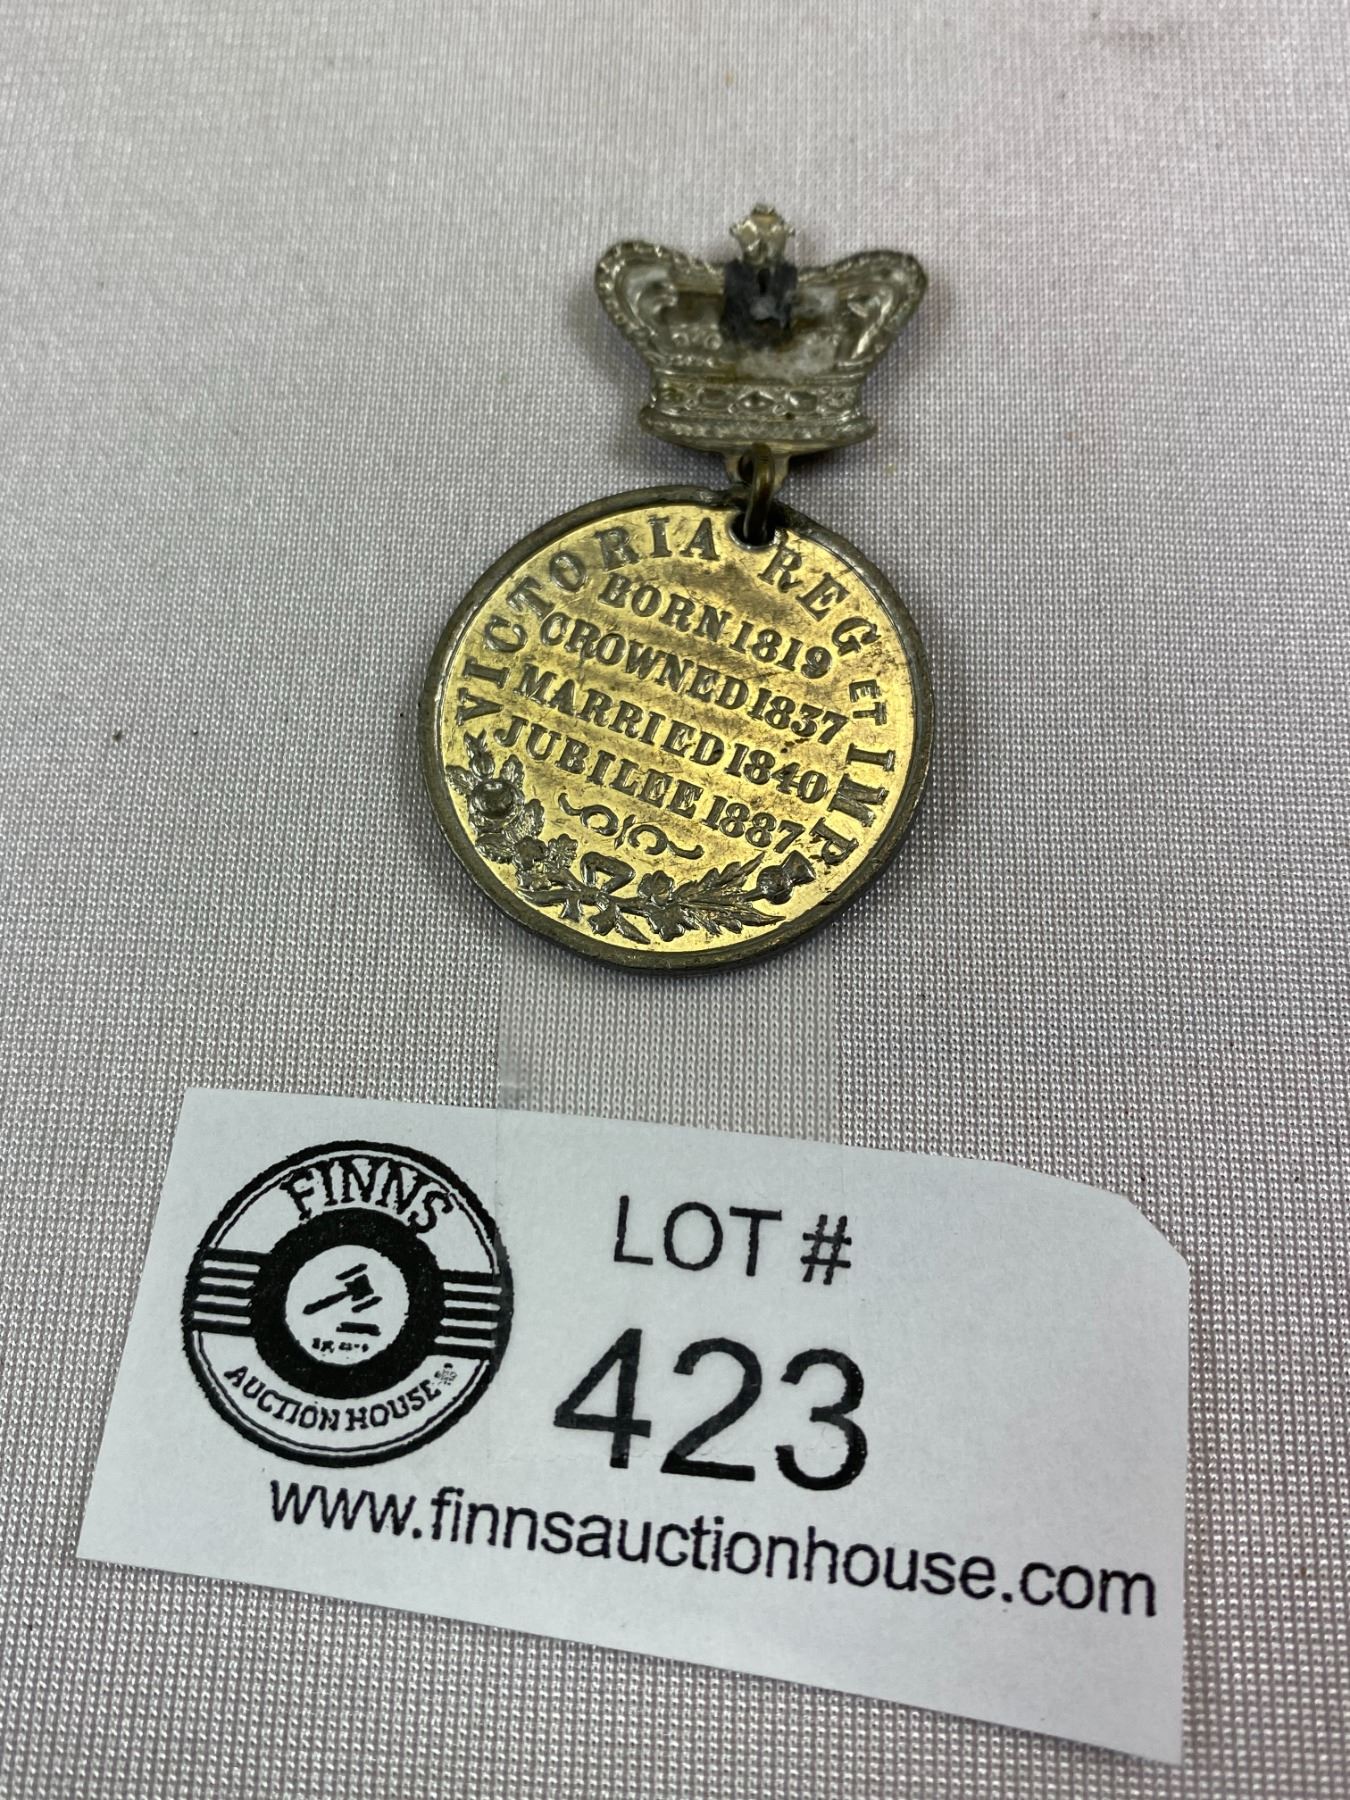 VICTORIA REG ET IMP
BORN 1819
CROWNED 1837
MARRIED 1840
JUBILEE 1887
FINNS
AUCTION HOUSE
LOT #
423
www.finnsauctionhouse.com